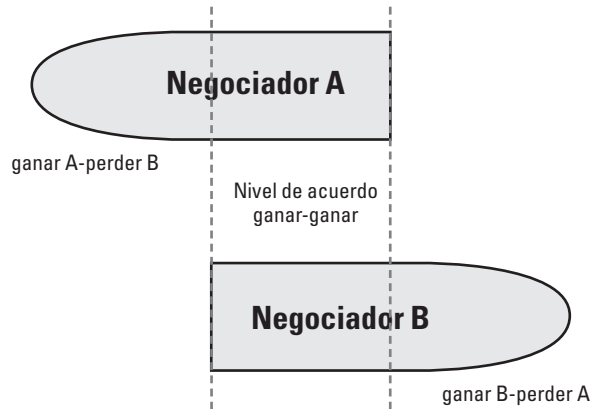 Negociador A
ganar A-perder B
Nivel de acuerdo
ganar-ganar
Negociador B
ganar B-perder A